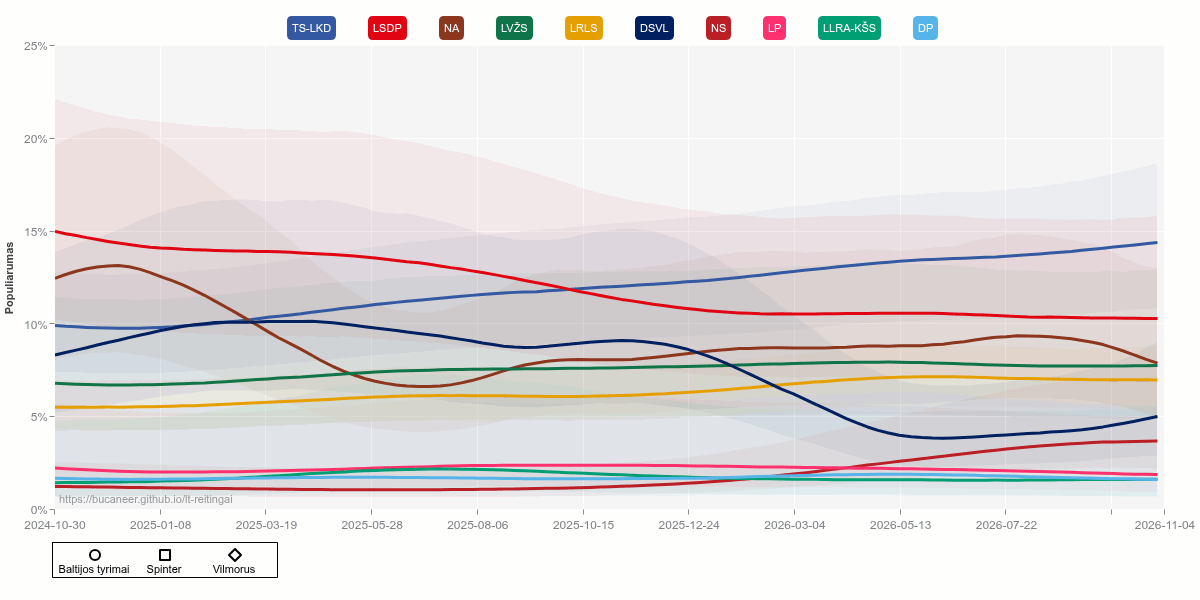 TS-LKD LSDP NA LVŽS LRLS DSVL NS LP LLRA-KŠS DP
25%
20%
15%
10%
5%
0%
Populiarumas
https://bucaneer.github.io/lt-reitingai
2024-10-30 2025-01-08 2025-03-19 2025-05-28 2025-08-06 2025-10-15 2025-12-24 2026-03-04 2026-05-13 2026-07-22 2026-11-04
Baltijos tyrimai Spinter Vilmorus